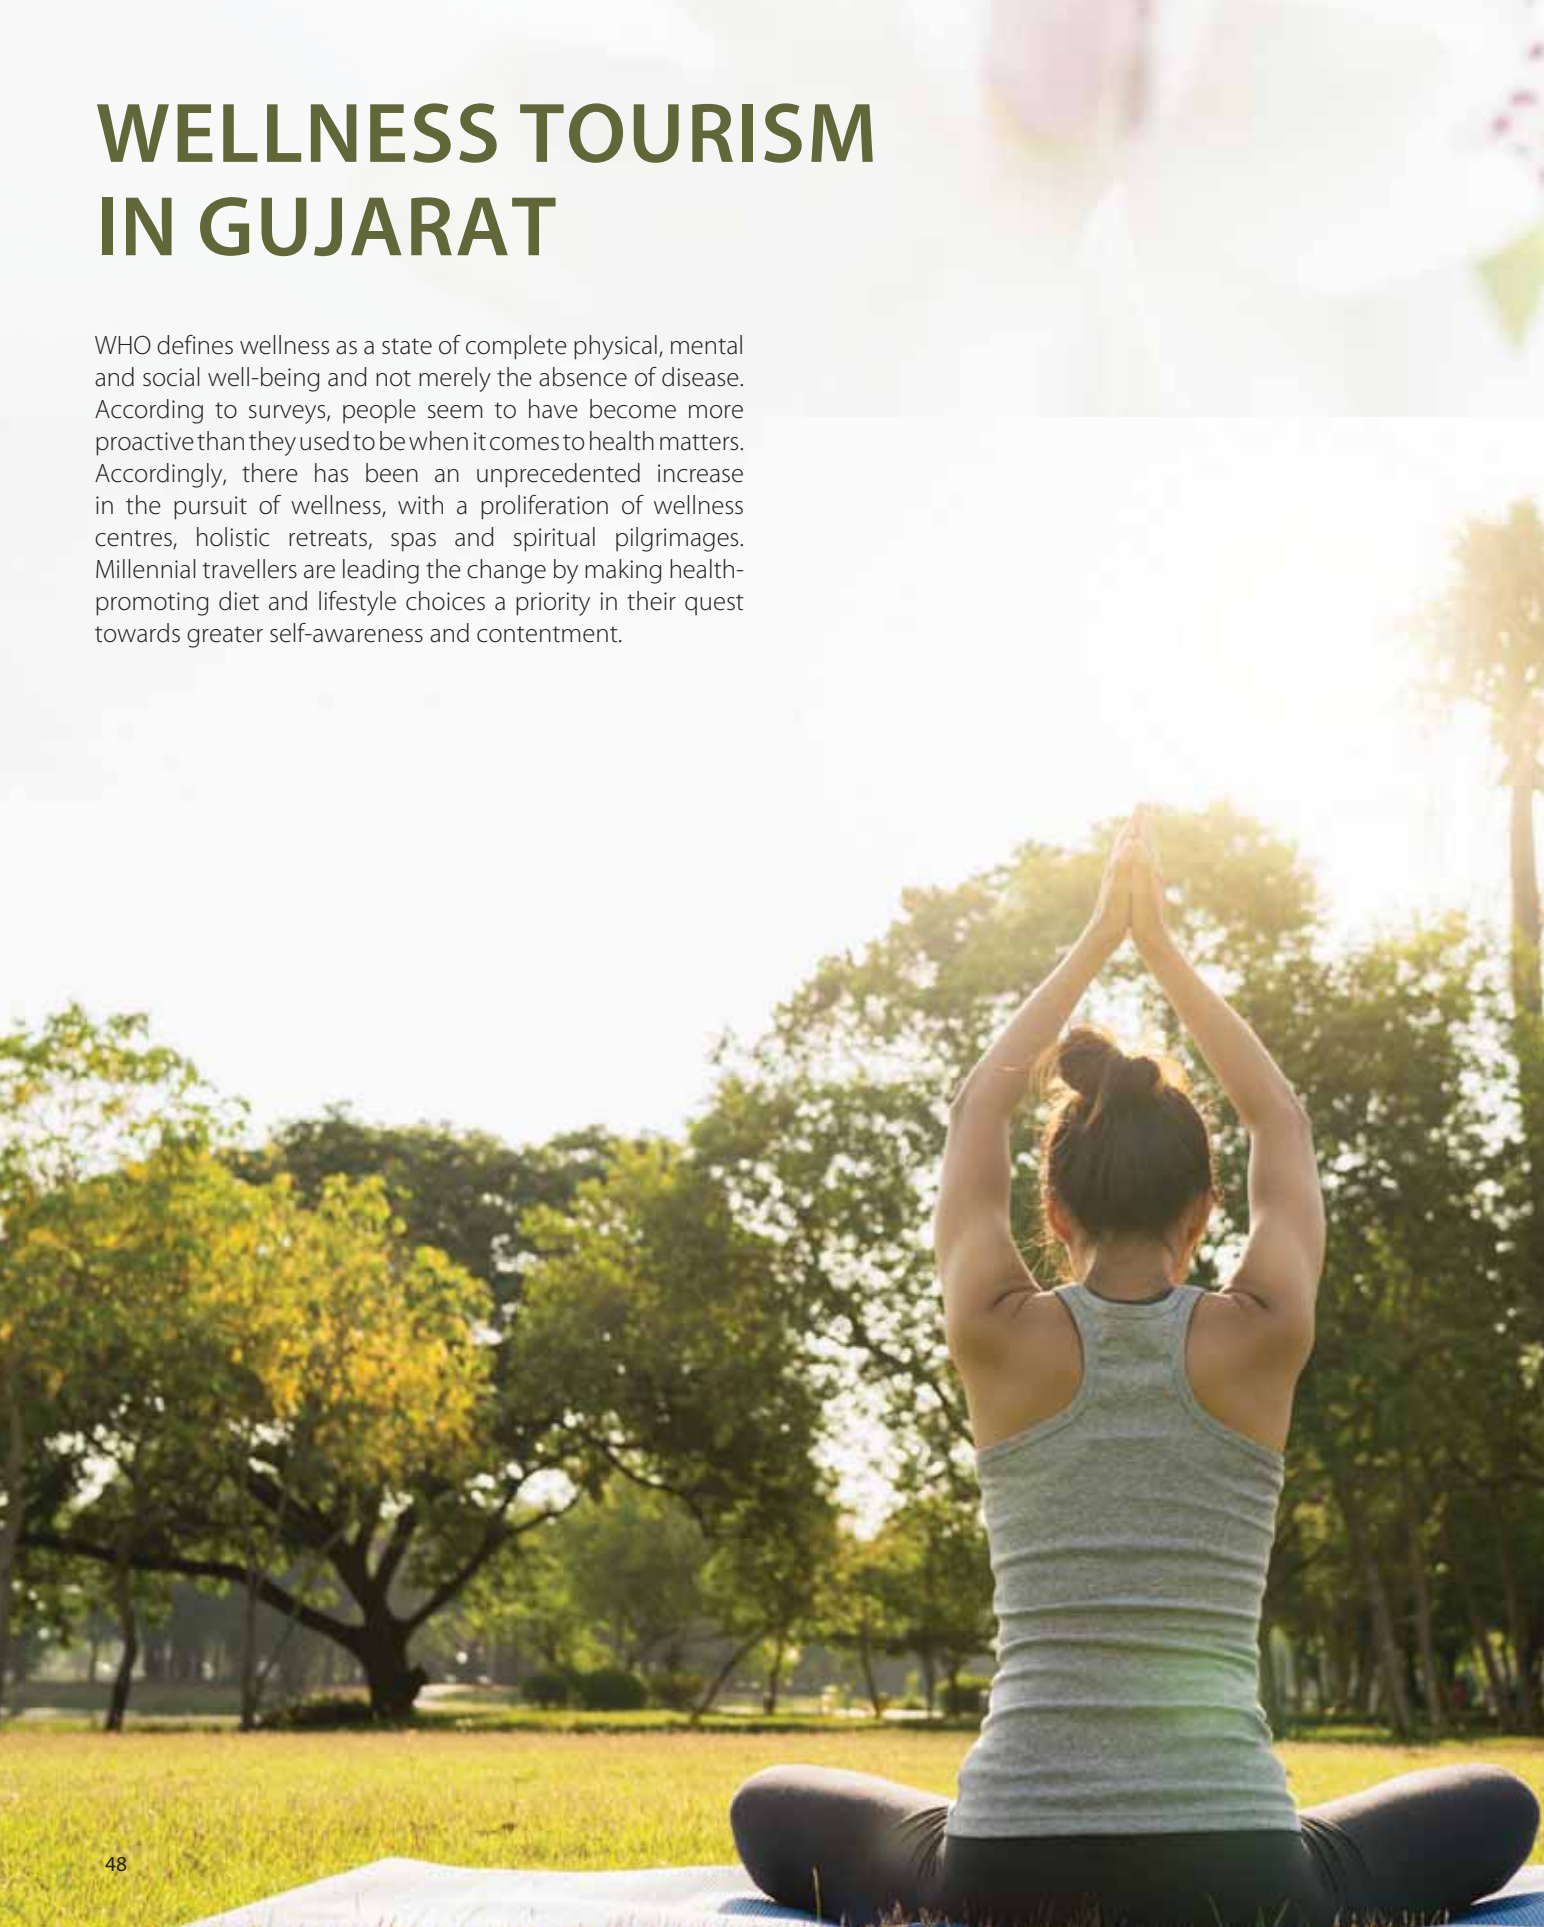 WELLNESS TOURISM
IN GUJARAT
WHO defines wellness as a state of complete physical, mental
and social well-being and not merely the absence of disease.
According to surveys, people seem to have become more
proactive than they used to be when it comes to health matters.
Accordingly, there has been an unprecedented increase
in the pursuit of wellness, with a proliferation of wellness
centres, holistic retreats, spas and spiritual pilgrimages.
Millennial travellers are leading the change by making health-
promoting diet and lifestyle choices a priority in their quest
towards greater self-awareness and contentment.
48